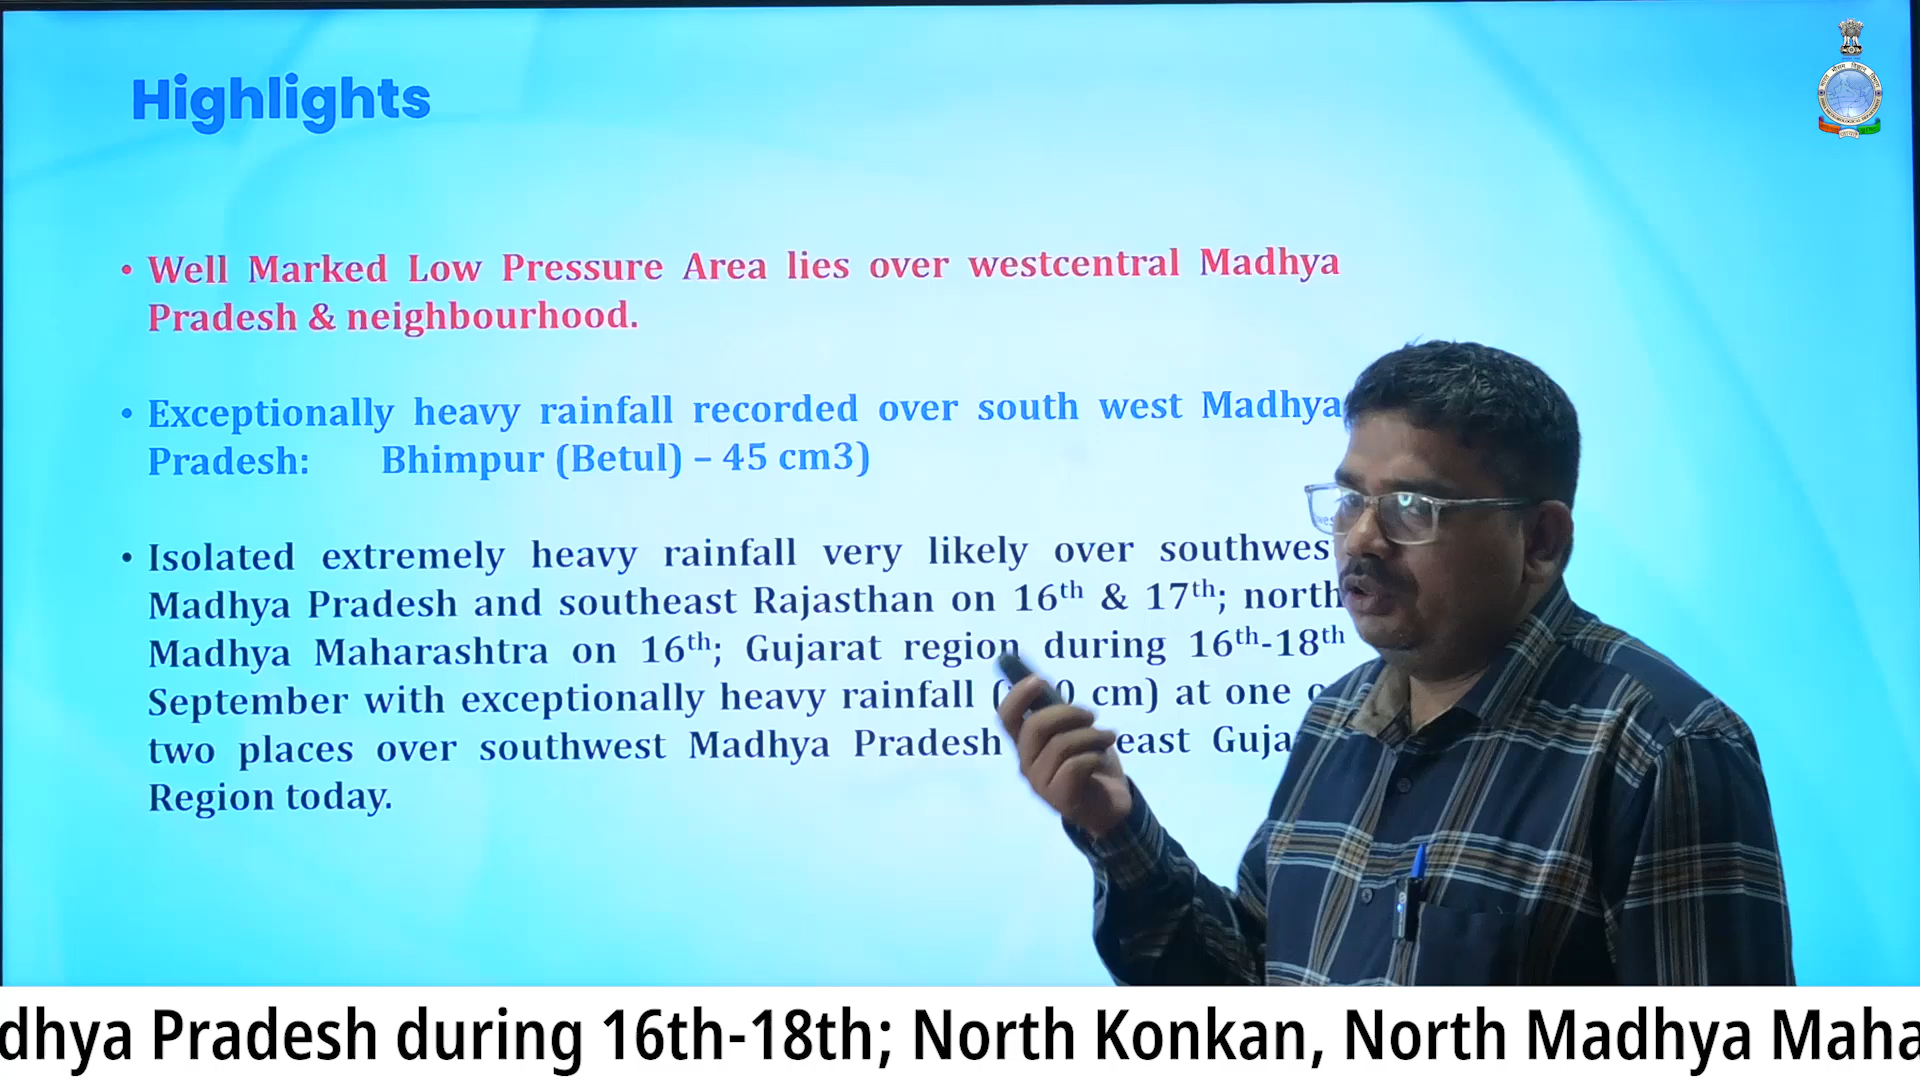 Highlights
• Well Marked Low Pressure Area lies over westcentral Madhya
Pradesh & neighbourhood.
• Exceptionally heavy rainfall recorded over south west Madhya
Pradesh: Bhimpur (Betul) – 45 cm3)
• Isolated extremely heavy rainfall very likely over southwest
Madhya Pradesh and southeast Rajasthan on 16th & 17th; north
Madhya Maharashtra on 16th; Gujarat region during 16th-18th
September with exceptionally heavy rainfall ( 0 cm) at one
two places over southwest Madhya Pradesh east Guja
Region today.
dhya Pradesh during 16th-18th; North Konkan, North Madhya Maha